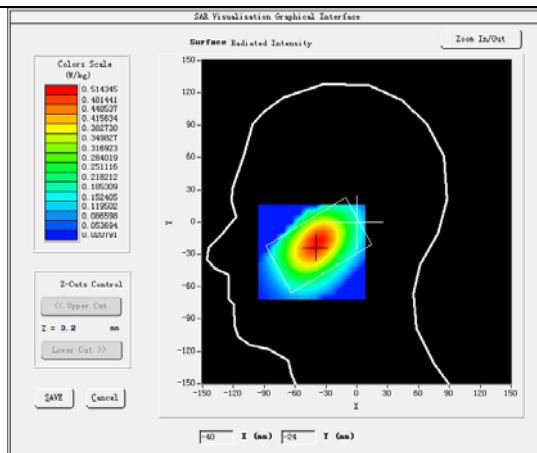 SAR Visualisation Graphical Interface
Surface Radiated Intensity
Zoom In/Out
Colors Scale
(W/kg)
0.514345
0.481441
0.448537
0.415634
0.382730
0.349827
0.316923
0.284019
0.251116
0.218212
0.185309
0.152405
0.119502
0.086598
0.053694
Z-Cuts Control
<< Upper Cut
Z = 3.2 mm
Lower Cut >>
SAVE Cancel
150
120
90
60
30
0
-30
-60
-90
-120
-150
Y
-150 -120 -90 -60 -30 0 30 60 90 120 150
X
-40 X (mm) -24 Y (mm)